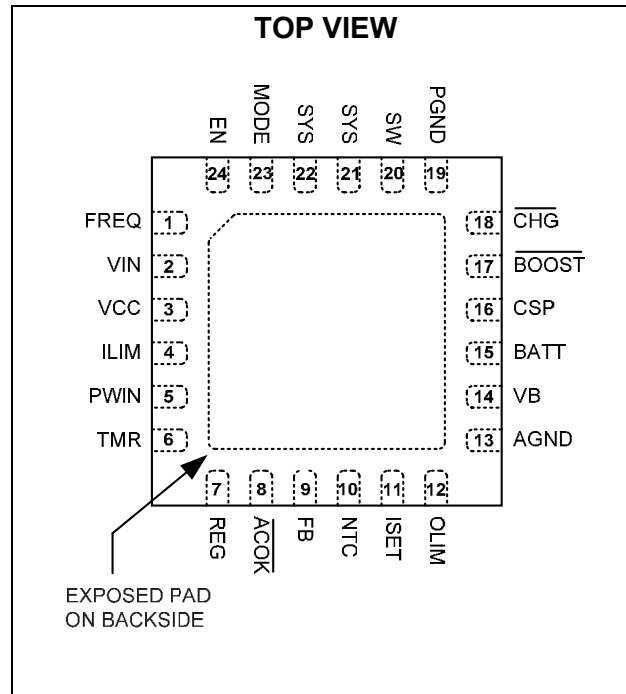 TOP VIEW
EN
MODE
SYS
SYS
SW
PGND
24
23
22
21
20
19
FREQ 1
18 CHG
VIN 2
17 BOOST
VCC 3
16 CSP
ILIM 4
15 BATT
PWIN 5
14 VB
TMR 6
13 AGND
7
8
9
10
11
12
REG
ACOK
FB
NTC
ISET
OLIM
EXPOSED PAD
ON BACKSIDE